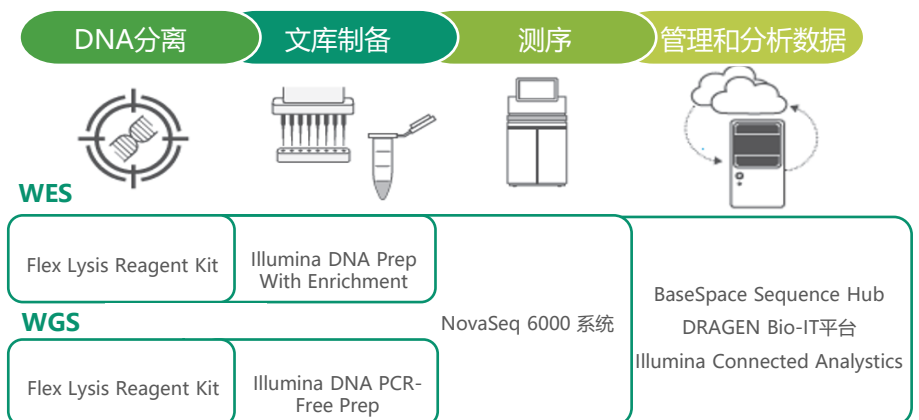 DNA分离
文库制备
测序
管理和分析数据
WES
Flex Lysis Reagent Kit
Illumina DNA Prep
With Enrichment
WGS
Flex Lysis Reagent Kit
Illumina DNA PCR-
Free Prep
NovaSeq 6000 系统
BaseSpace Sequence Hub
DRAGEN Bio-IT平台
Illumina Connected Analystics